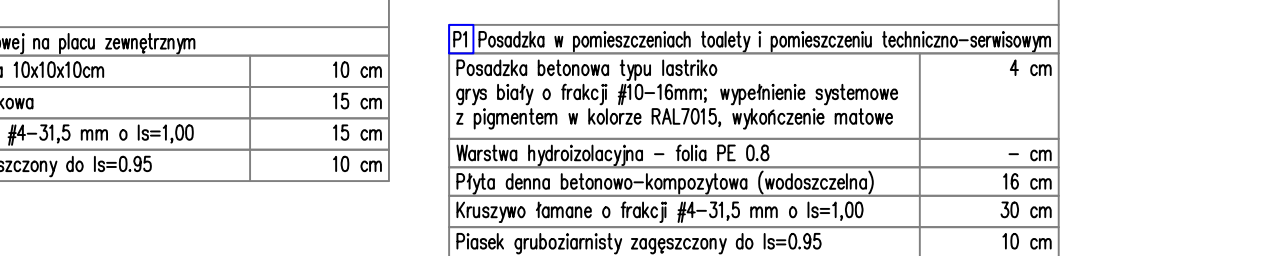 nej na placu zewnętrznym
10x10x10cm 10 cm
15 cm
#4-31,5 mm o Is=1,00 15 cm
do Is=0.95 10 cm
P1 Posadzka w pomieszczeniach toalety i pomieszczeniu techniczno-serwisowym
Posadzka betonowa typu lastriko 4 cm
grys biały o frakcji #10-16mm; wypełnienie systemowe
z pigmentem w kolorze RAL7015, wykończenie matowe
Warstwa hydroizolacyjna - folia PE 0.8 - cm
Płyta denna betonowo-kompozytowa (wodoszczelna) 16 cm
Kruszywo łamane o frakcji #4-31,5 mm o Is=1,00 30 cm
Piasek gruboziarnisty zagęszczony do Is=0.95 10 cm